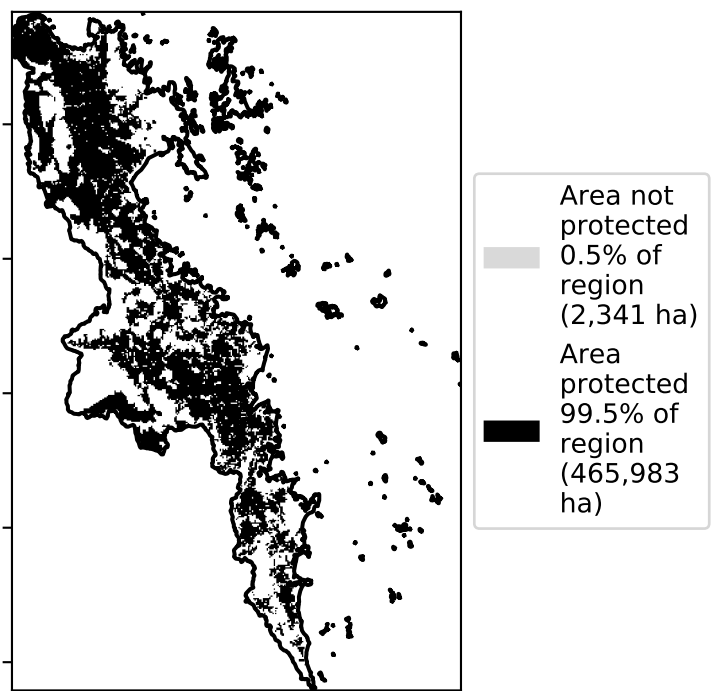 Area not
protected
0.5% of
region
(2,341 ha)
Area
protected
99.5% of
region
(465,983
ha)